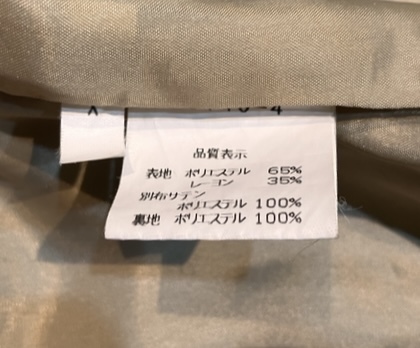 品質表示
表地 ポリエステル 65%
レーヨン 35%
別布サテン
ポリエステル 100%
裏地 ポリエステル 100%